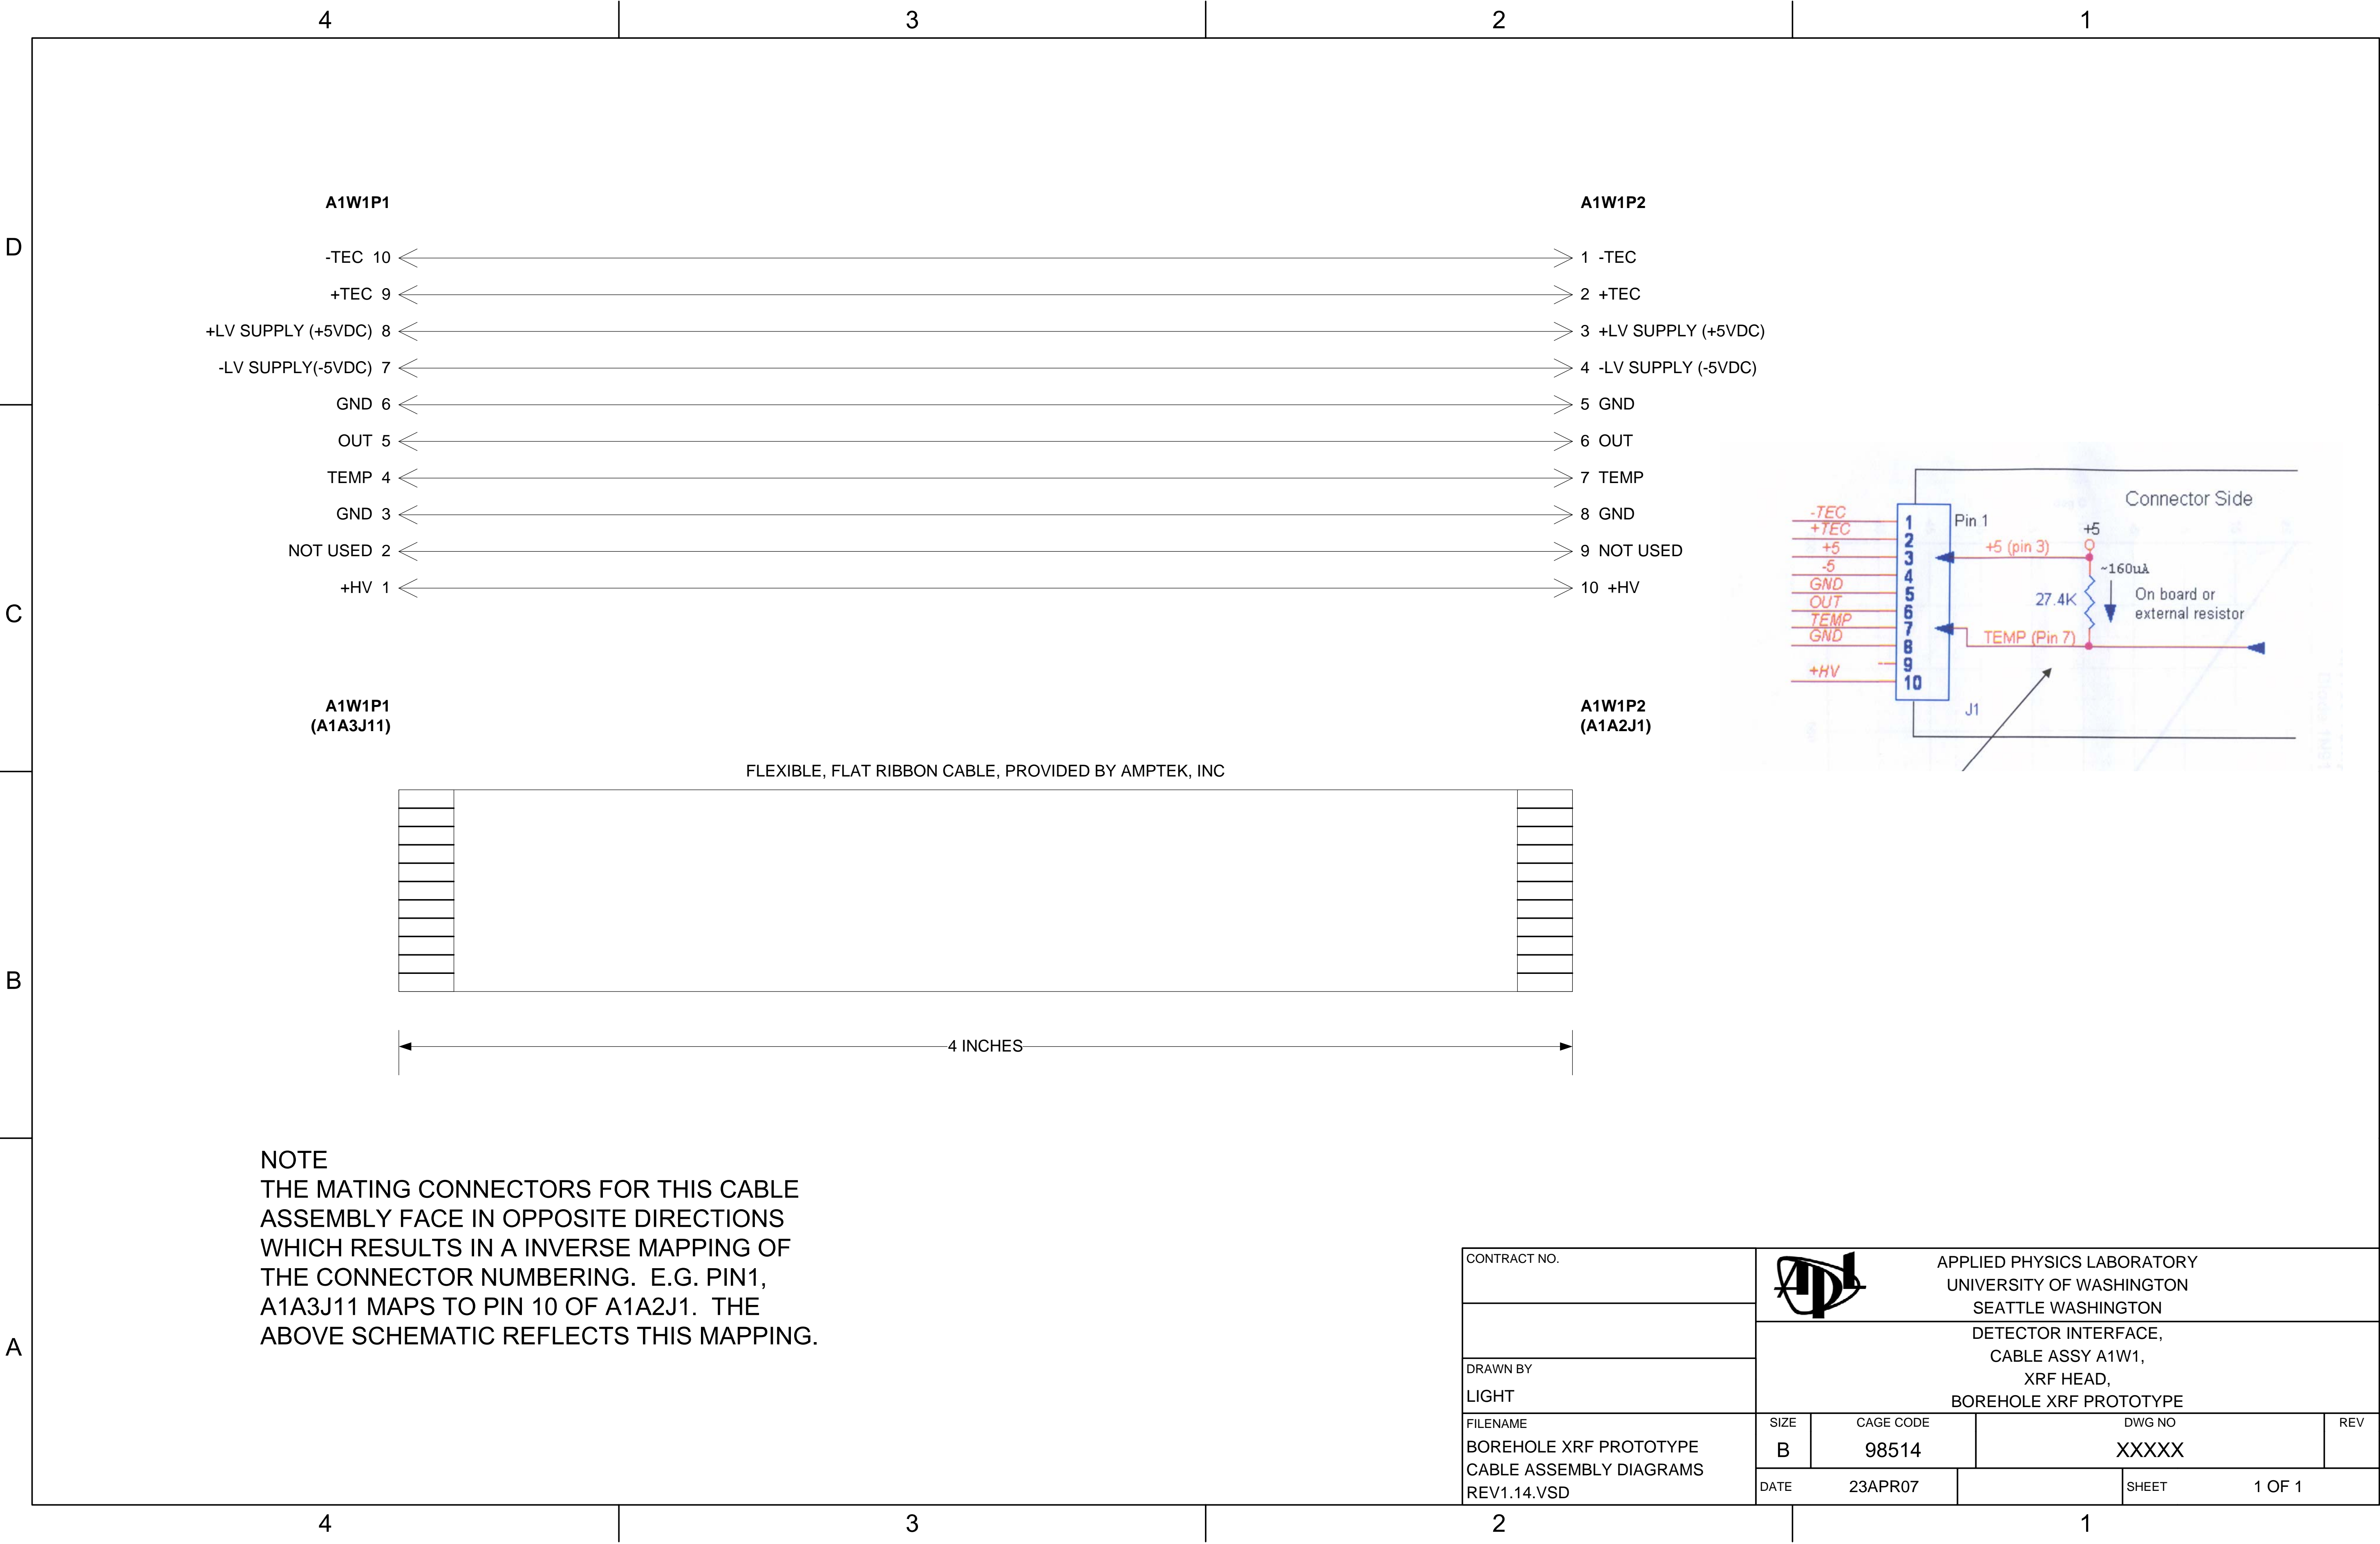 4 3 2 1
A1W1P1 A1W1P2
D
-TEC 10 1 -TEC
+TEC 9 2 +TEC
+LV SUPPLY (+5VDC) 8 3 +LV SUPPLY (+5VDC)
-LV SUPPLY(-5VDC) 7 4 -LV SUPPLY (-5VDC)
GND 6 5 GND
OUT 5 6 OUT
TEMP 4 7 TEMP
GND 3 8 GND
NOT USED 2 9 NOT USED
+HV 1 10 +HV
C
Connector Side
-TEC 1 Pin 1
+TEC 2 +5
+5 3 +5 (pin 3)
-5 4 ~160uA
GND 5 27.4K On board or
OUT 6 external resistor
TEMP 7 TEMP (Pin 7)
GND 8
9
+HV 10
J1
A1W1P1 A1W1P2
(A1A3J11) (A1A2J1)
FLEXIBLE, FLAT RIBBON CABLE, PROVIDED BY AMPTEK, INC
B
4 INCHES
NOTE
THE MATING CONNECTORS FOR THIS CABLE
ASSEMBLY FACE IN OPPOSITE DIRECTIONS
WHICH RESULTS IN A INVERSE MAPPING OF
THE CONNECTOR NUMBERING. E.G. PIN1,
A1A3J11 MAPS TO PIN 10 OF A1A2J1. THE
ABOVE SCHEMATIC REFLECTS THIS MAPPING.
A
CONTRACT NO.
APL
APPLIED PHYSICS LABORATORY
UNIVERSITY OF WASHINGTON
SEATTLE WASHINGTON
DETECTOR INTERFACE,
CABLE ASSY A1W1,
XRF HEAD,
BOREHOLE XRF PROTOTYPE
DRAWN BY
LIGHT
FILENAME
BOREHOLE XRF PROTOTYPE
CABLE ASSEMBLY DIAGRAMS
REV1.14.VSD
SIZE CAGE CODE DWG NO REV
B 98514 XXXXX
DATE 23APR07 SHEET 1 OF 1
4 3 2 1